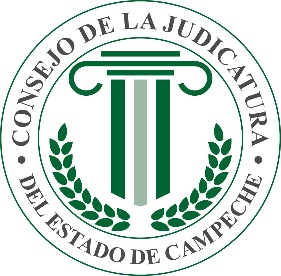 CONSEJO DE LA JUDICATURA
DEL ESTADO DE CAMPECHE